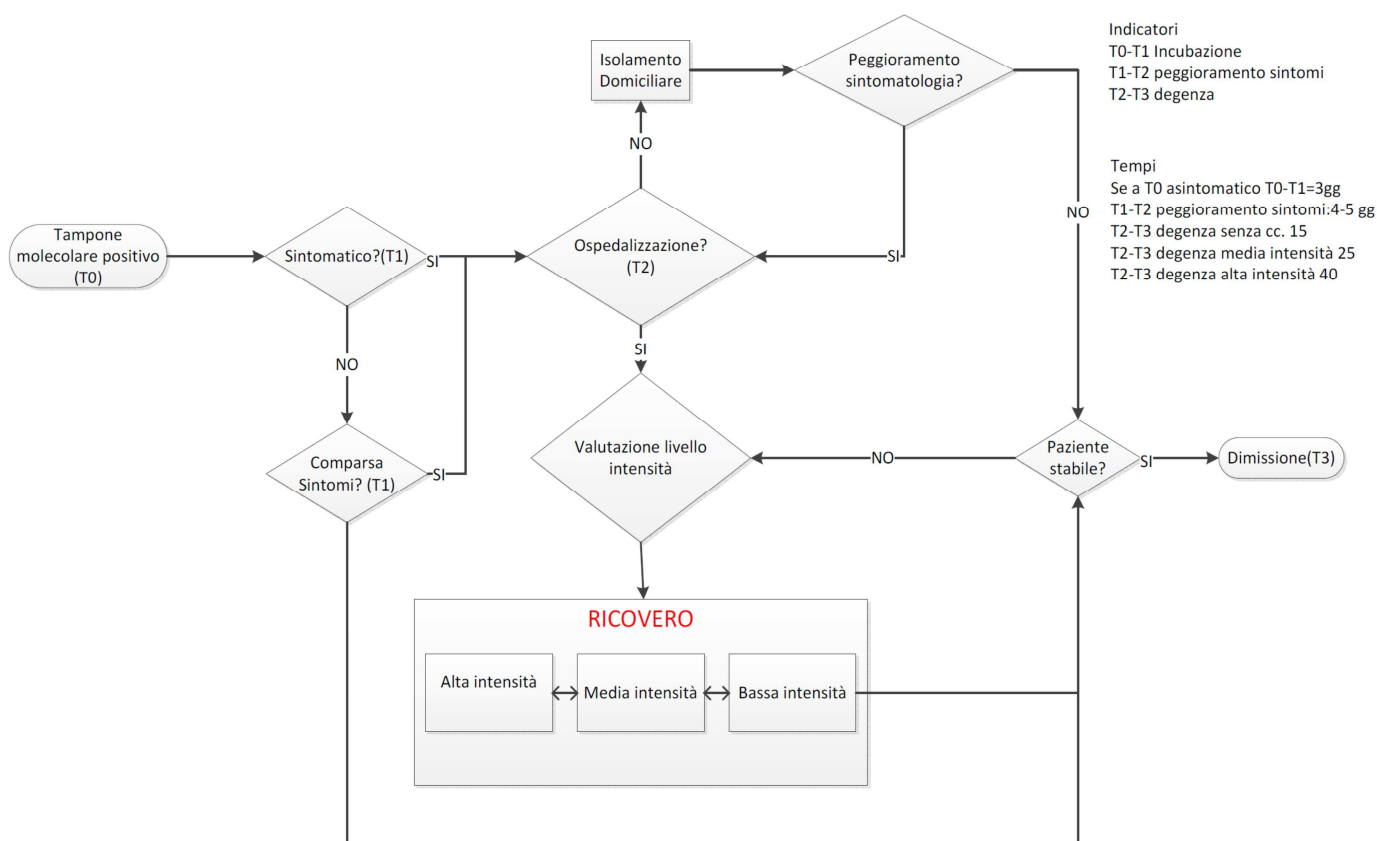 Indicatori
T0-T1 Incubazione
T1-T2 peggioramento sintomi
T2-T3 degenza
Isolamento
Domiciliare
Peggioramento
sintomatologia?
NO
NO
Tempi
Se a T0 asintomatico T0-T1=3gg
T1-T2 peggioramento sintomi:4-5 gg
T2-T3 degenza senza cc. 15
T2-T3 degenza media intensità 25
T2-T3 degenza alta intensità 40
Tampone
molecolare positivo
(T0)
Sintomatico?(T1)
SI
Ospedalizzazione?
(T2)
SI
NO
SI
Comparsa
Sintomi? (T1)
SI
Valutazione livello
intensità
NO
Paziente
stabile?
SI
Dimissione(T3)
RICOVERO
Alta intensità
Media intensità
Bassa intensità